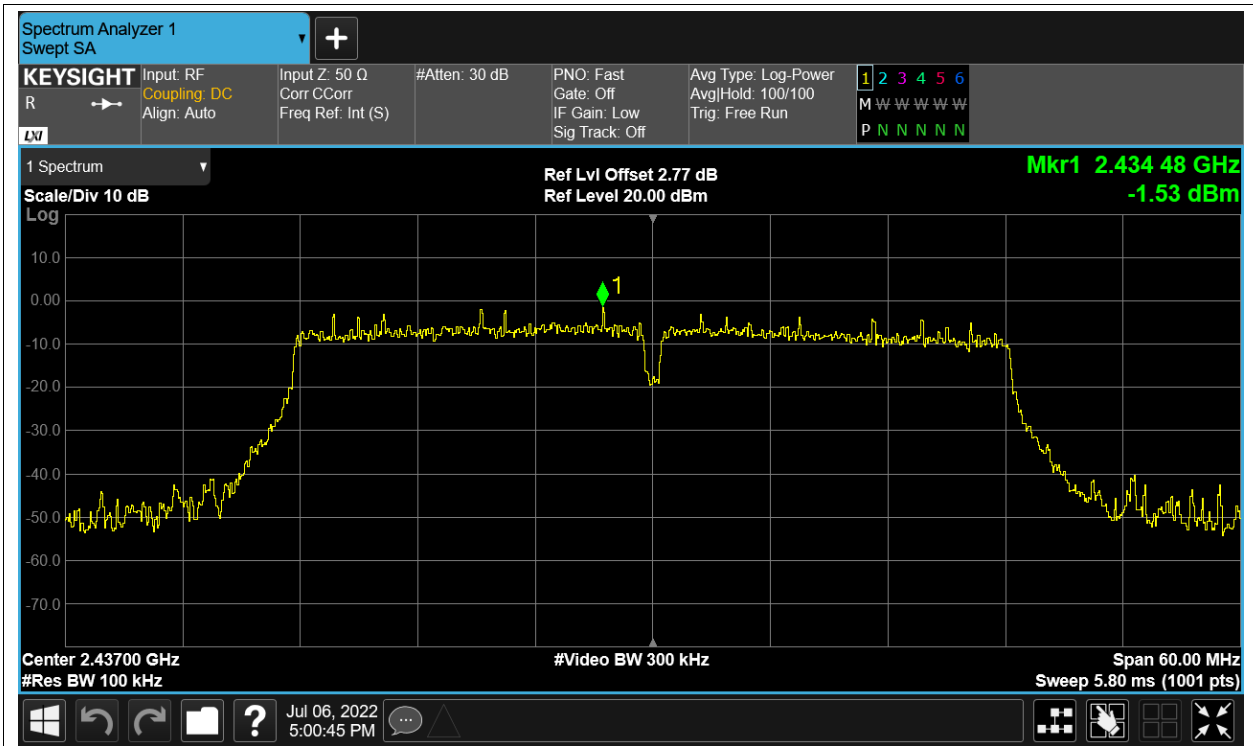 Spectrum Analyzer 1
Swept SA
KEYSIGHT
R
LXI
Input: RF
Coupling: DC
Align: Auto
Input Z: 50 Ω
Corr CCorr
Freq Ref: Int (S)
#Atten: 30 dB
PNO: Fast
Gate: Off
IF Gain: Low
Sig Track: Off
Avg Type: Log-Power
Avg|Hold: 100/100
Trig: Free Run
1 2 3 4 5 6
M W W W W W
P N N N N N
1 Spectrum
Scale/Div 10 dB
Log
Ref Lvl Offset 2.77 dB
Ref Level 20.00 dBm
Mkr1 2.434 48 GHz
-1.53 dBm
10.0
0.00
-10.0
-20.0
-30.0
-40.0
-50.0
-60.0
-70.0
1
Center 2.43700 GHz
#Res BW 100 kHz
#Video BW 300 kHz
Span 60.00 MHz
Sweep 5.80 ms (1001 pts)
?
Jul 06, 2022
5:00:45 PM